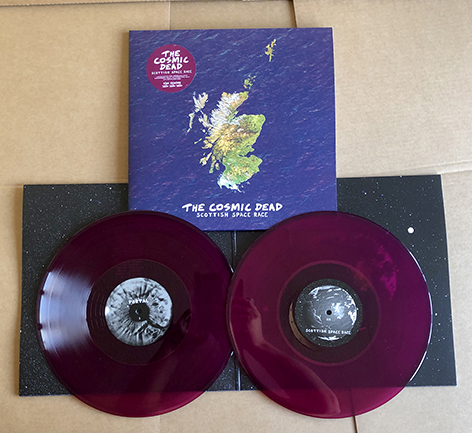 THE
COSMIC
DEAD
SCOTTISH SPACE RACE
THE COSMIC DEAD
SCOTTISH SPACE RACE
PORTAL
SCOTTISH SPACE RACE